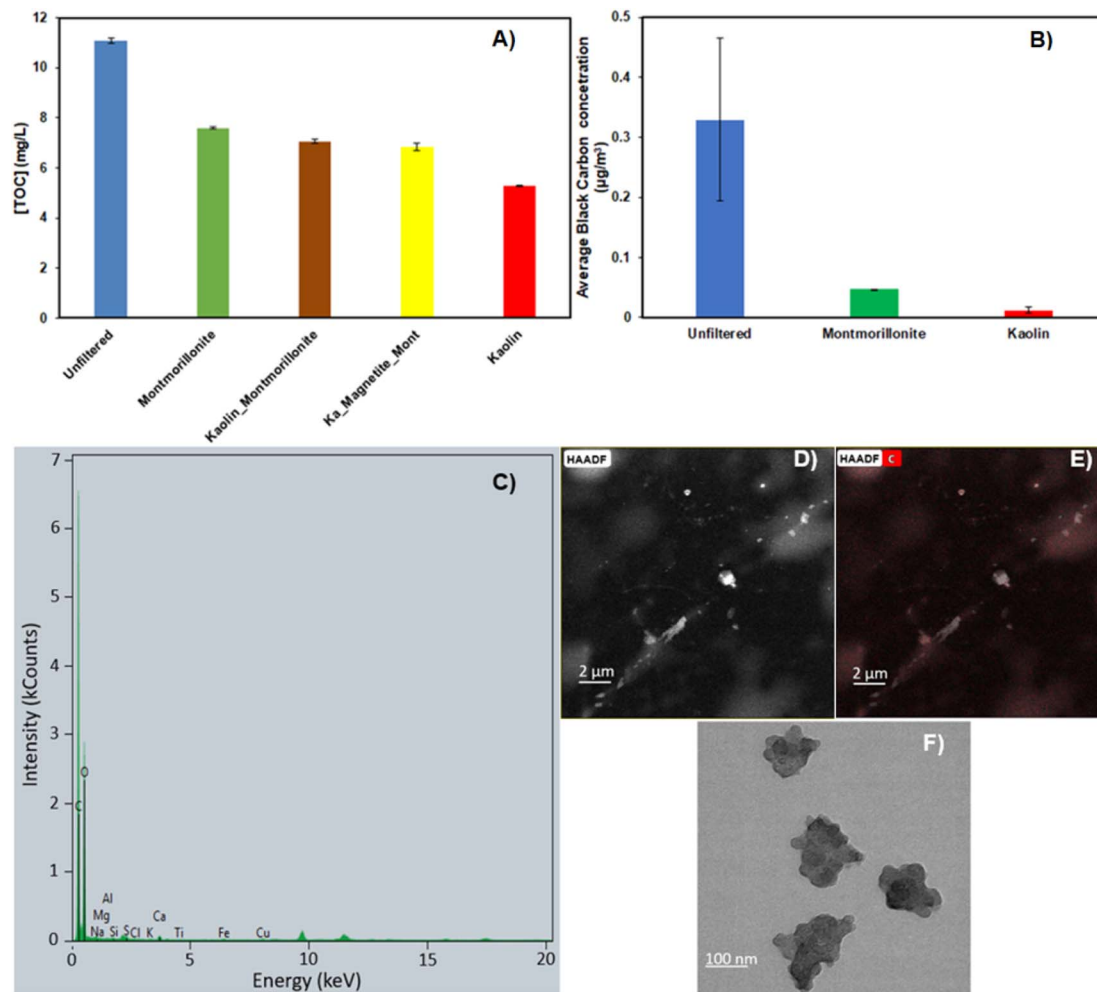 A)
[TOC] (mg/L)
12
10
8
6
4
2
0
Unfiltered
Montmorillonite
Kaolin_Montmorillonite
Ka_Magnetite_Mont
Kaolin
B)
Average Black Carbon concetration
(µg/m³)
0.5
0.4
0.3
0.2
0.1
0
Unfiltered
Montmorillonite
Kaolin
C)
Intensity (kCounts)
7
6
5
4
3
2
1
0
O
C
Al
Mg
Ca
Na Si S Cl K Ti Fe Cu
0 5 10 15 20
Energy (keV)
HAADF
D)
2 µm
HAADF C
E)
2 µm
F)
100 nm